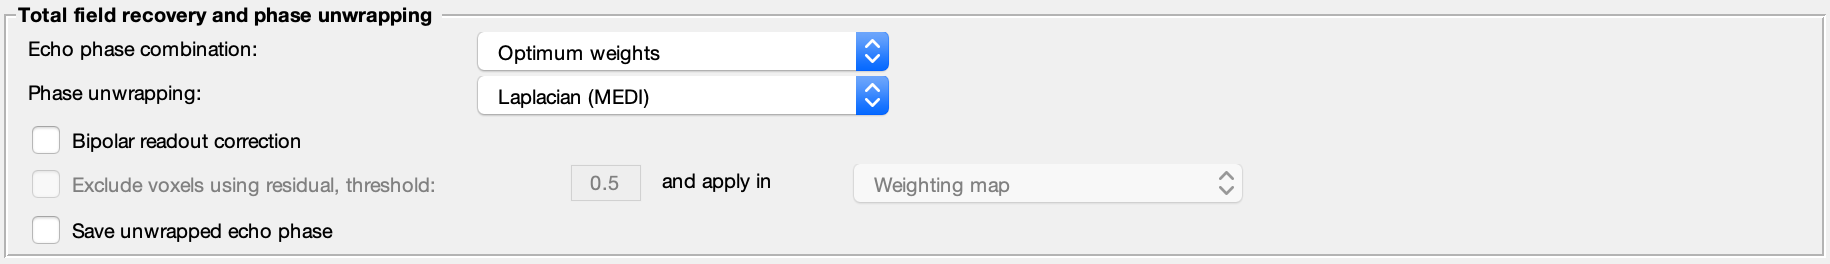 Total field recovery and phase unwrapping
Echo phase combination: Optimum weights
Phase unwrapping: Laplacian (MEDI)
Bipolar readout correction
Exclude voxels using residual, threshold: 0.5 and apply in Weighting map
Save unwrapped echo phase